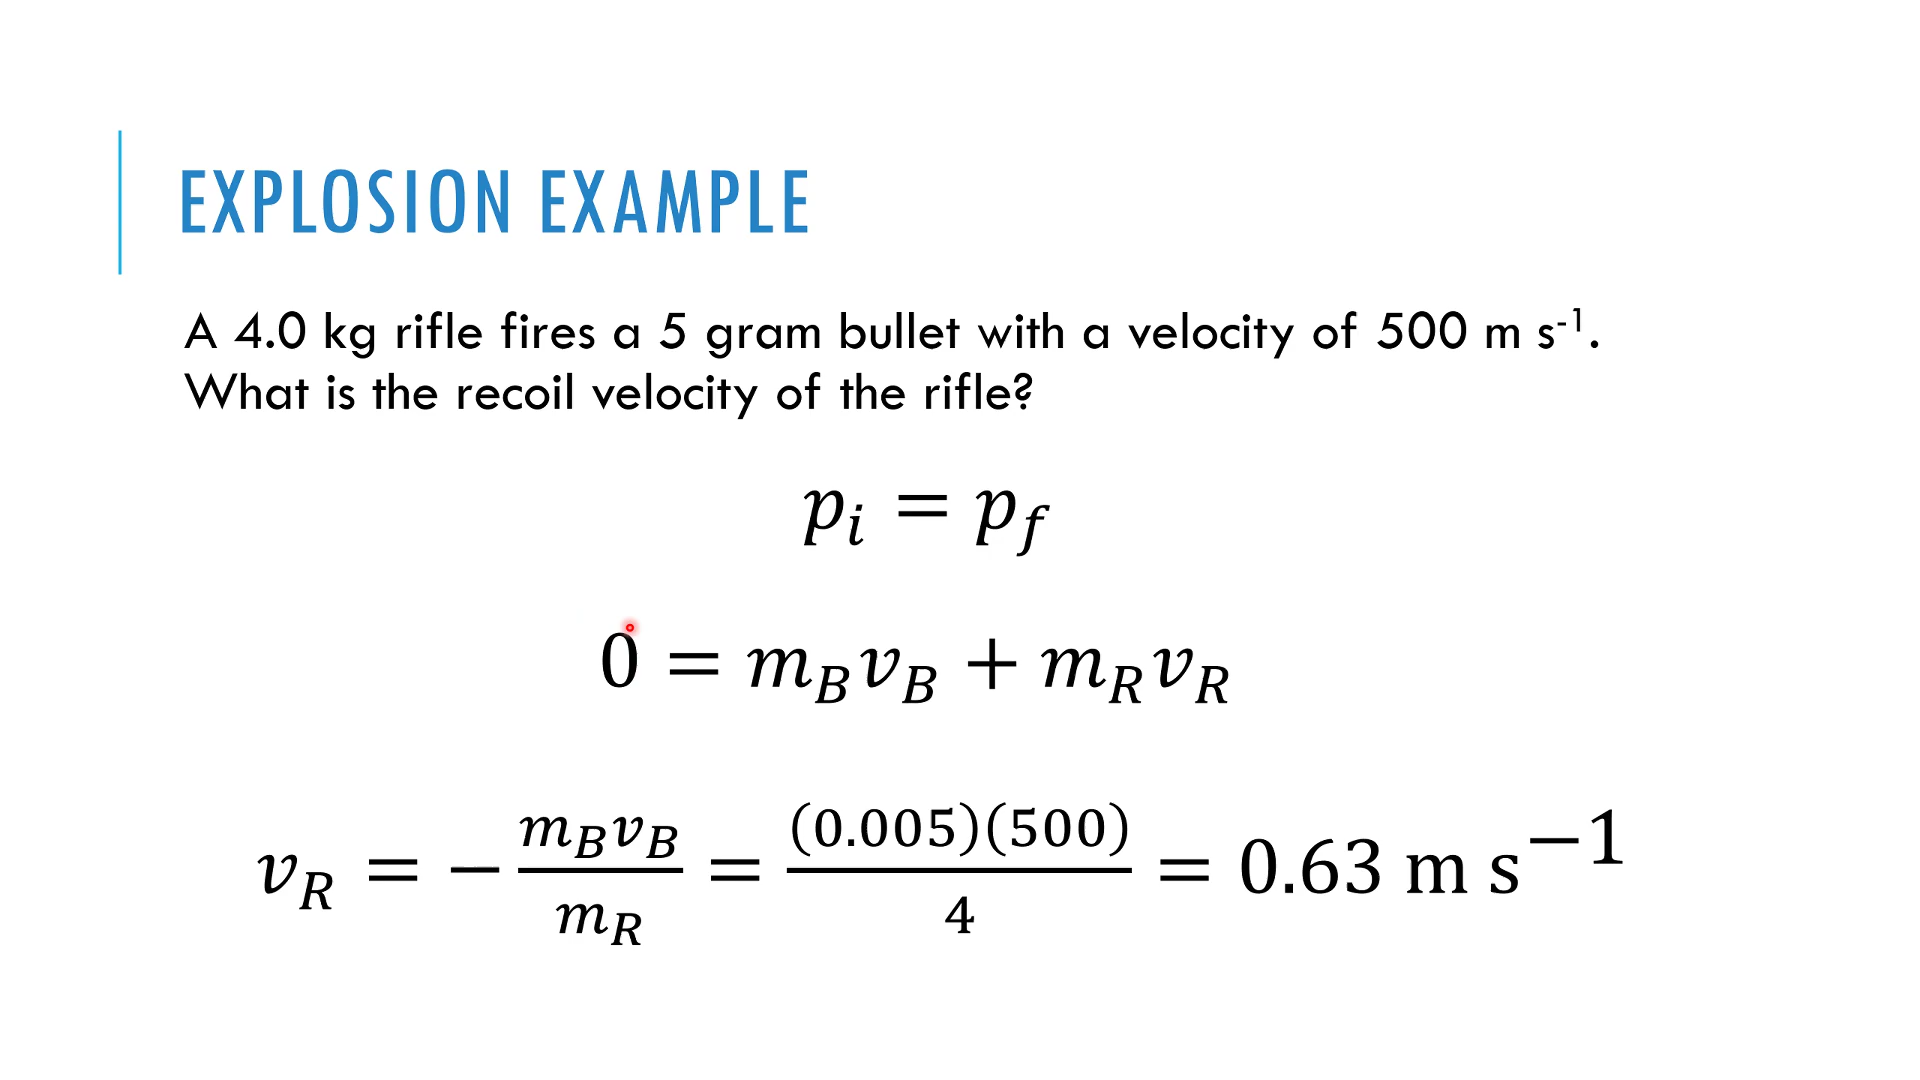 EXPLOSION EXAMPLE
A 4.0 kg rifle fires a 5 gram bullet with a velocity of 500 m s⁻¹.
What is the recoil velocity of the rifle?
𝑝ᵢ = 𝑝_f
0 = m_B v_B + m_R v_R
v_R = − (m_B v_B)/(m_R) = (0.005)(500)/4 = 0.63 m s⁻¹